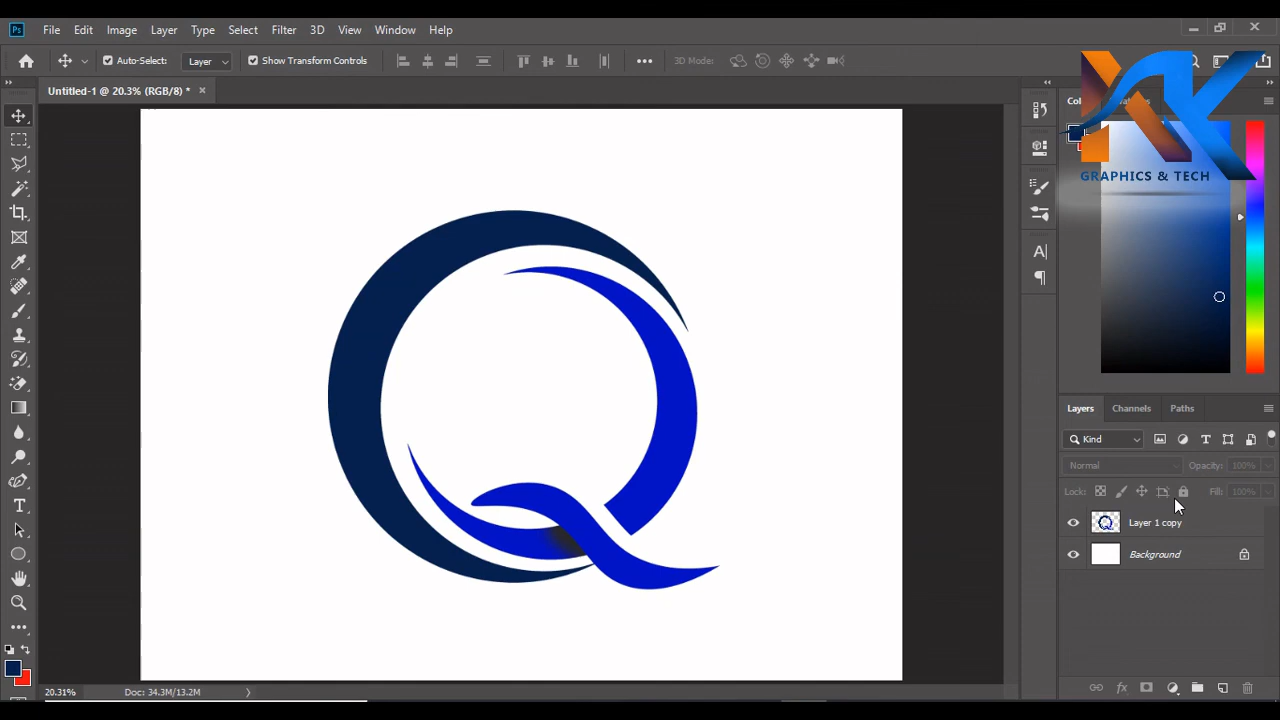 Ps File Edit Image Layer Type Select Filter 3D View Window Help
Auto-Select: Layer Show Transform Controls 3D Mode:
Untitled-1 @ 20.3% (RGB/8) *
GRAPHICS & TECH
Layers Channels Paths
Kind
Normal Opacity: 100%
Lock: Fill: 100%
Layer 1 copy
Background
20.31% Doc: 34.3M/13.2M